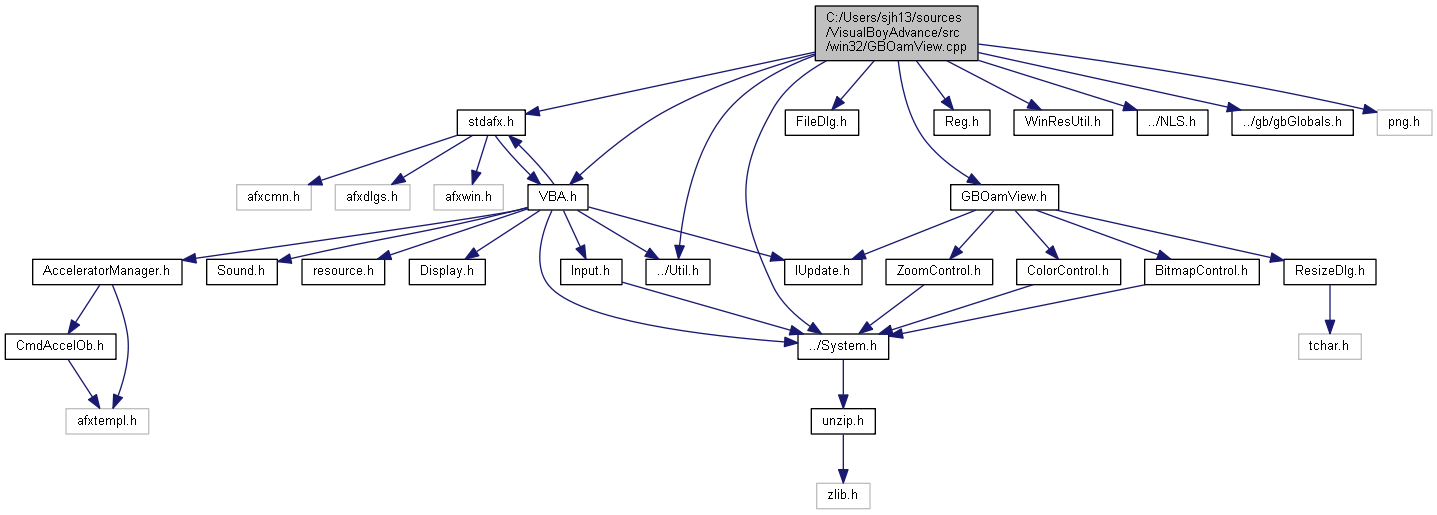 C:/Users/sjh13/sources
/VisualBoyAdvance/src
/win32/GBOamView.cpp
stdafx.h
FileDlg.h
Reg.h
WinResUtil.h
../NLS.h
../gb/gbGlobals.h
png.h
afxcmn.h
afxdlgs.h
afxwin.h
VBA.h
GBOamView.h
AcceleratorManager.h
Sound.h
resource.h
Display.h
Input.h
../Util.h
IUpdate.h
ZoomControl.h
ColorControl.h
BitmapControl.h
ResizeDlg.h
CmdAccelOb.h
../System.h
tchar.h
afxtempl.h
unzip.h
zlib.h